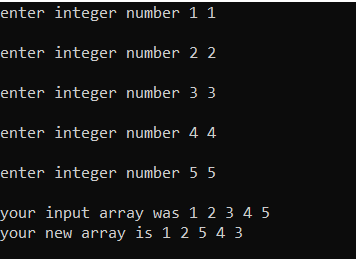 enter integer number 1 1
enter integer number 2 2
enter integer number 3 3
enter integer number 4 4
enter integer number 5 5
your input array was 1 2 3 4 5
your new array is 1 2 5 4 3